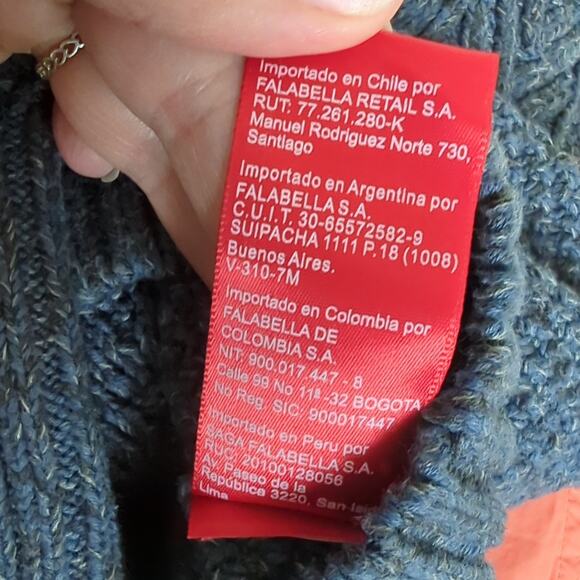 Importado en Chile por
FALABELLA RETAIL S.A.
RUT: 77.261.280-K
Manuel Rodriguez Norte 730,
Santiago
Importado en Argentina por
FALABELLA S.A.
C.U.I.T. 30-65572582-9
SUIPACHA 1111 P.18 (1008)
Buenos Aires.
V-310-7M
Importado en Colombia por
FALABELLA DE
COLOMBIA S.A.
NIT: 900.017.447 - 8
Calle 99 No 11ª -32 BOGOTA
No Reg. SIC: 900017447
Importado en Peru por
SAGA FALABELLA S.A.
RUC: 20100128056
Av. Paseo de la
Republica 3220, San
Lima